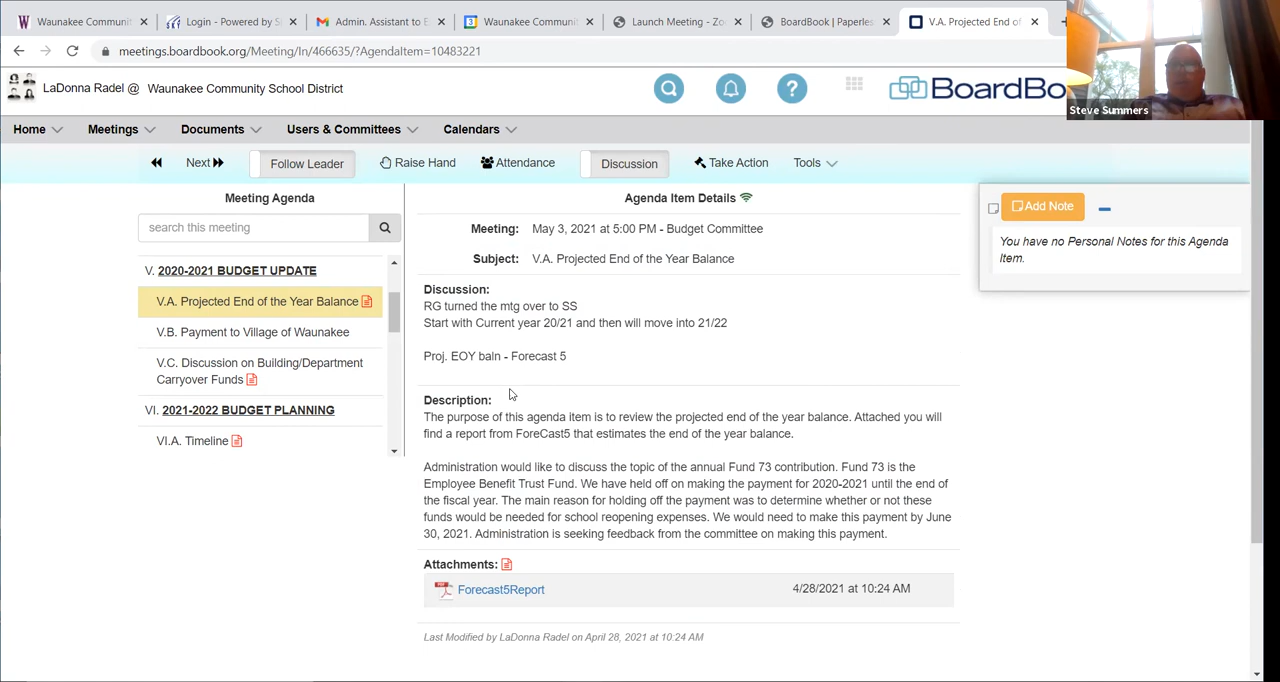 Waunakee Communi
Login - Powered by S
Admin. Assistant to E
Waunakee Communi
Launch Meeting - Zo
BoardBook | Paperles
V.A. Projected End of
meetings.boardbook.org/Meeting/In/466635/?AgendaItem=10483221
LaDonna Radel @ Waunakee Community School District
BoardBo
Steve Summers
Home Meetings Documents Users & Committees Calendars
Next Follow Leader Raise Hand Attendance Discussion Take Action Tools
Meeting Agenda
search this meeting
V. 2020-2021 BUDGET UPDATE
V.A. Projected End of the Year Balance
V.B. Payment to Village of Waunakee
V.C. Discussion on Building/Department
Carryover Funds
VI. 2021-2022 BUDGET PLANNING
VI.A. Timeline
Agenda Item Details
Meeting: May 3, 2021 at 5:00 PM - Budget Committee
Subject: V.A. Projected End of the Year Balance
Discussion:
RG turned the mtg over to SS
Start with Current year 20/21 and then will move into 21/22
Proj. EOY baln - Forecast 5
Description:
The purpose of this agenda item is to review the projected end of the year balance. Attached you will
find a report from ForeCast5 that estimates the end of the year balance.
Administration would like to discuss the topic of the annual Fund 73 contribution. Fund 73 is the
Employee Benefit Trust Fund. We have held off on making the payment for 2020-2021 until the end of
the fiscal year. The main reason for holding off the payment was to determine whether or not these
funds would be needed for school reopening expenses. We would need to make this payment by June
30, 2021. Administration is seeking feedback from the committee on making this payment.
Attachments:
Forecast5Report 4/28/2021 at 10:24 AM
Last Modified by LaDonna Radel on April 28, 2021 at 10:24 AM
Add Note
You have no Personal Notes for this Agenda
Item.